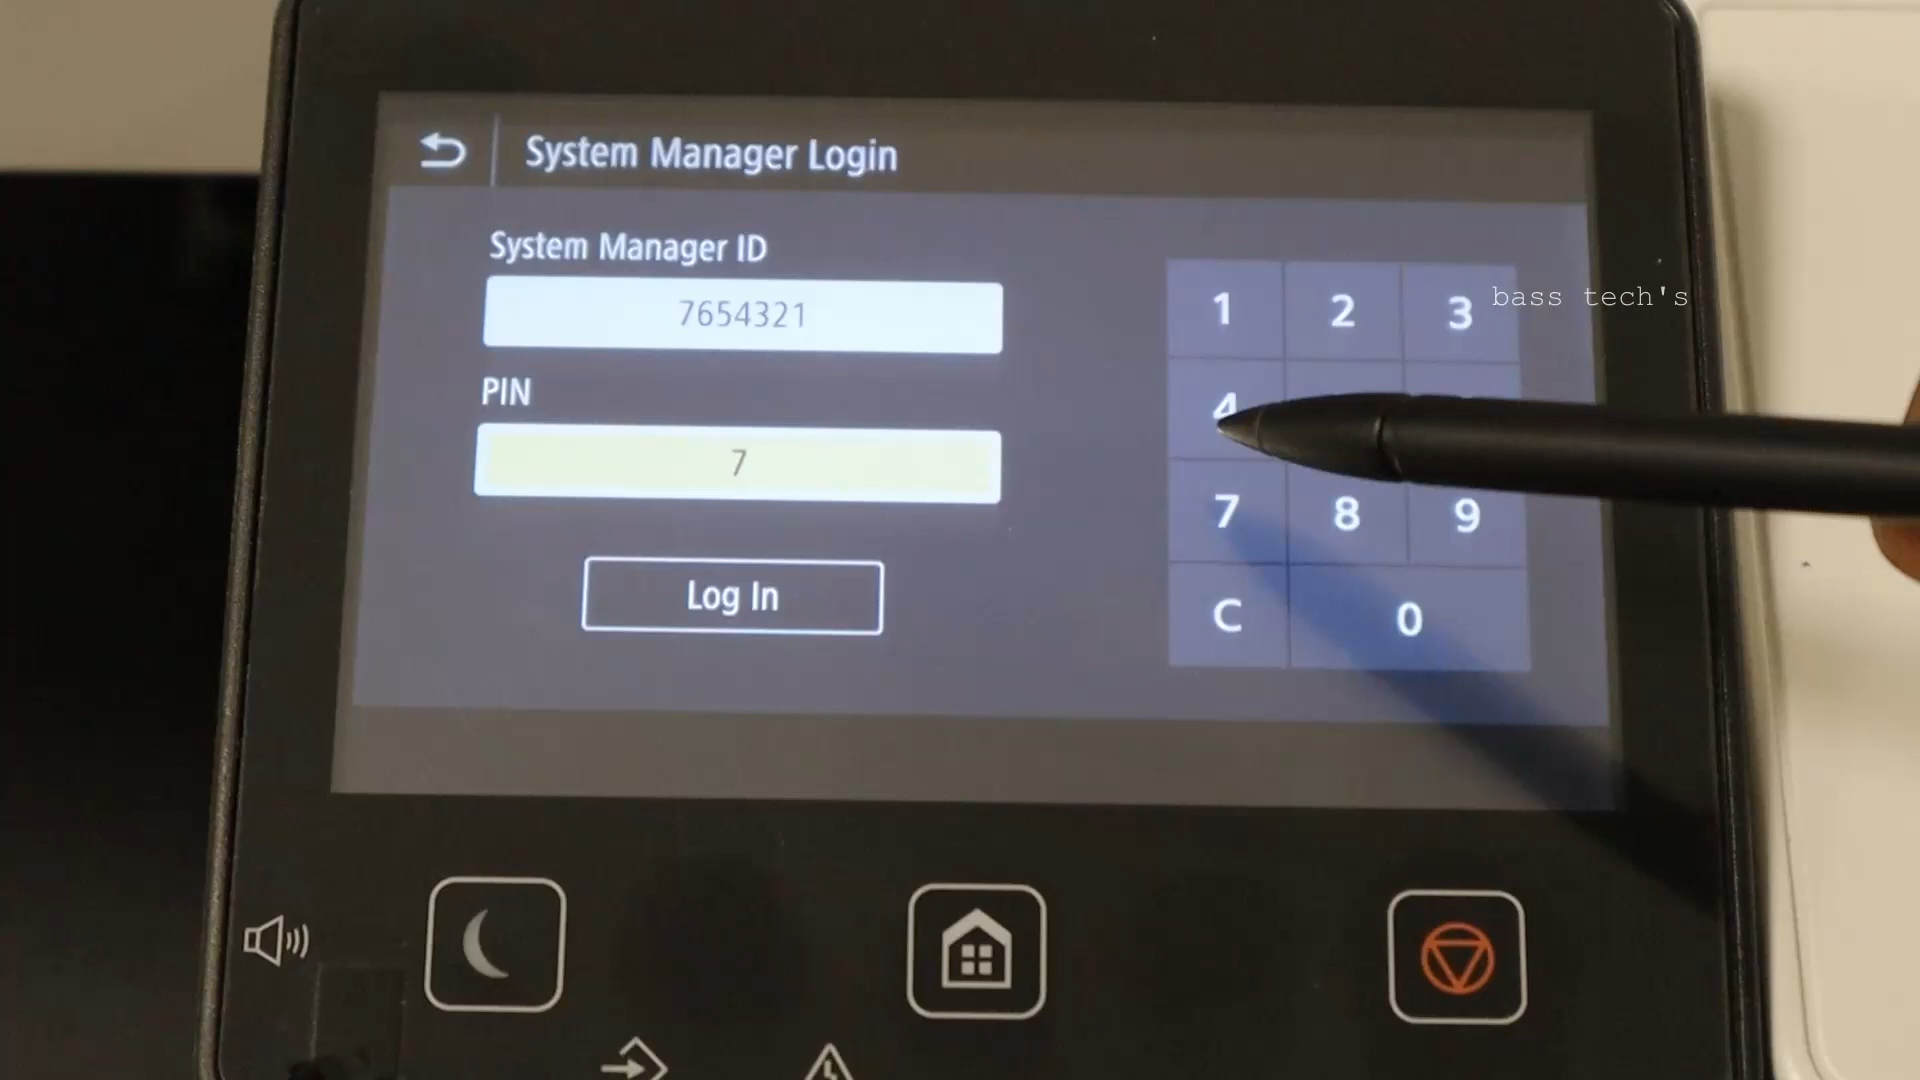 System Manager Login
System Manager ID
7654321
PIN
7
Log In
1 2 3
4
7 8 9
C 0
bass tech's